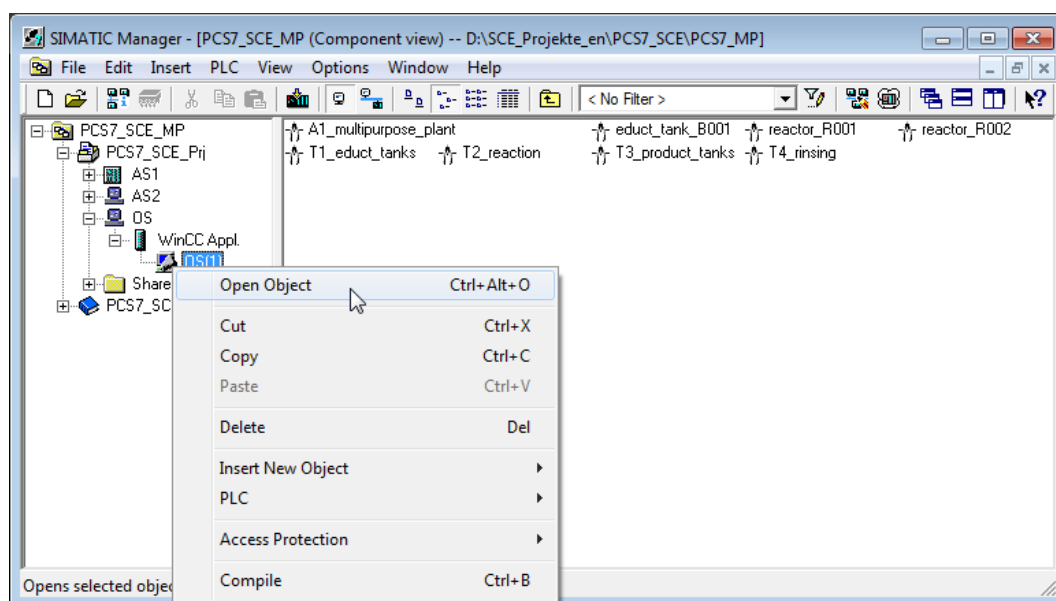 SIMATIC Manager - [PCS7_SCE_MP (Component view) -- D:\SCE_Projekte_en\PCS7_SCE\PCS7_MP]
File Edit Insert PLC View Options Window Help
< No Filter >
PCS7_SCE_MP
PCS7_SCE_Prj
AS1
AS2
OS
WinCC Appl.
OS(1)
Share
PCS7_SC
A1_multipurpose_plant educt_tank_B001 reactor_R001 reactor_R002
T1_educt_tanks T2_reaction T3_product_tanks T4_rinsing
Open Object Ctrl+Alt+O
Cut Ctrl+X
Copy Ctrl+C
Paste Ctrl+V
Delete Del
Insert New Object
PLC
Access Protection
Compile Ctrl+B
Opens selected objec